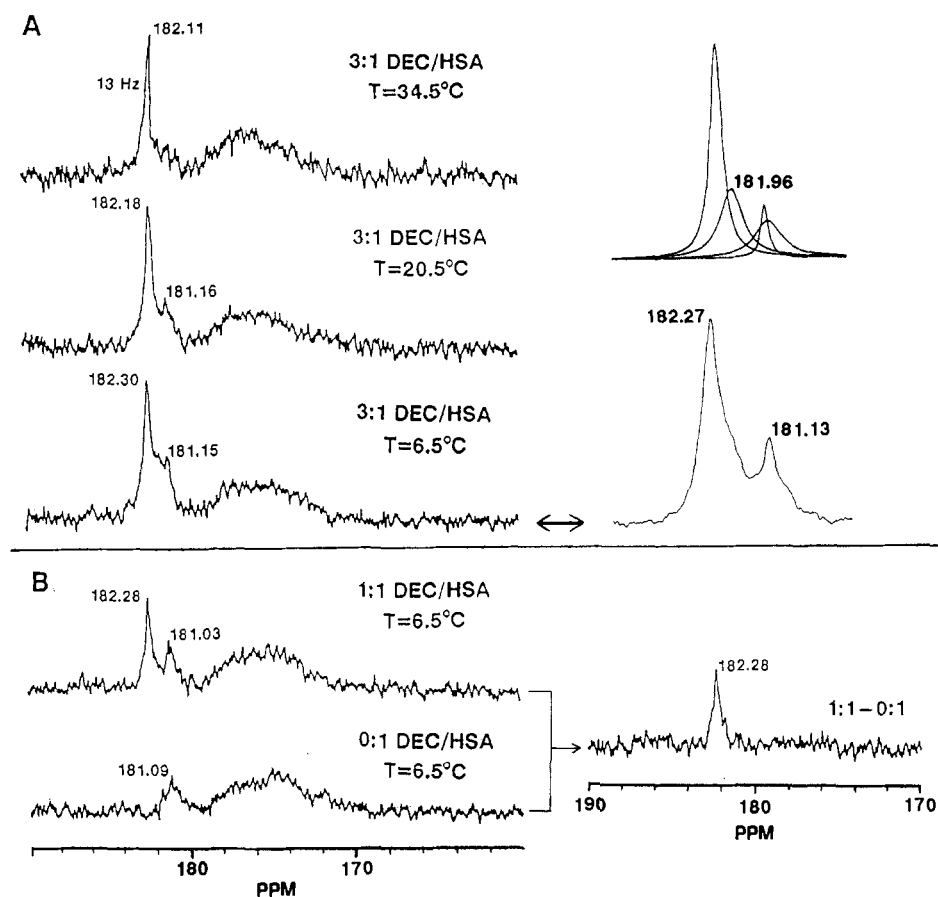 A
182.11
13 Hz
3:1 DEC/HSA
T=34.5°C
181.96
182.18
3:1 DEC/HSA
T=20.5°C
181.16
182.27
182.30
3:1 DEC/HSA
T=6.5°C
181.15
181.13
B
182.28
1:1 DEC/HSA
T=6.5°C
181.03
182.28
1:1–0:1
0:1 DEC/HSA
T=6.5°C
181.09
190 180 170
PPM
180 170
PPM